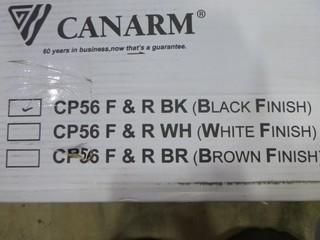 CANARM®
60 years in business,now that's a guarantee.
CP56 F & R BK (BLACK FINISH)
CP56 F & R WH (WHITE FINISH)
CP56 F & R BR (BROWN FINISH